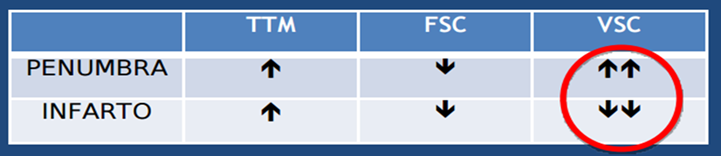 TTM FSC VSC
PENUMBRA ↑ ↓ ↑↑
INFARTO ↑ ↓ ↓↓